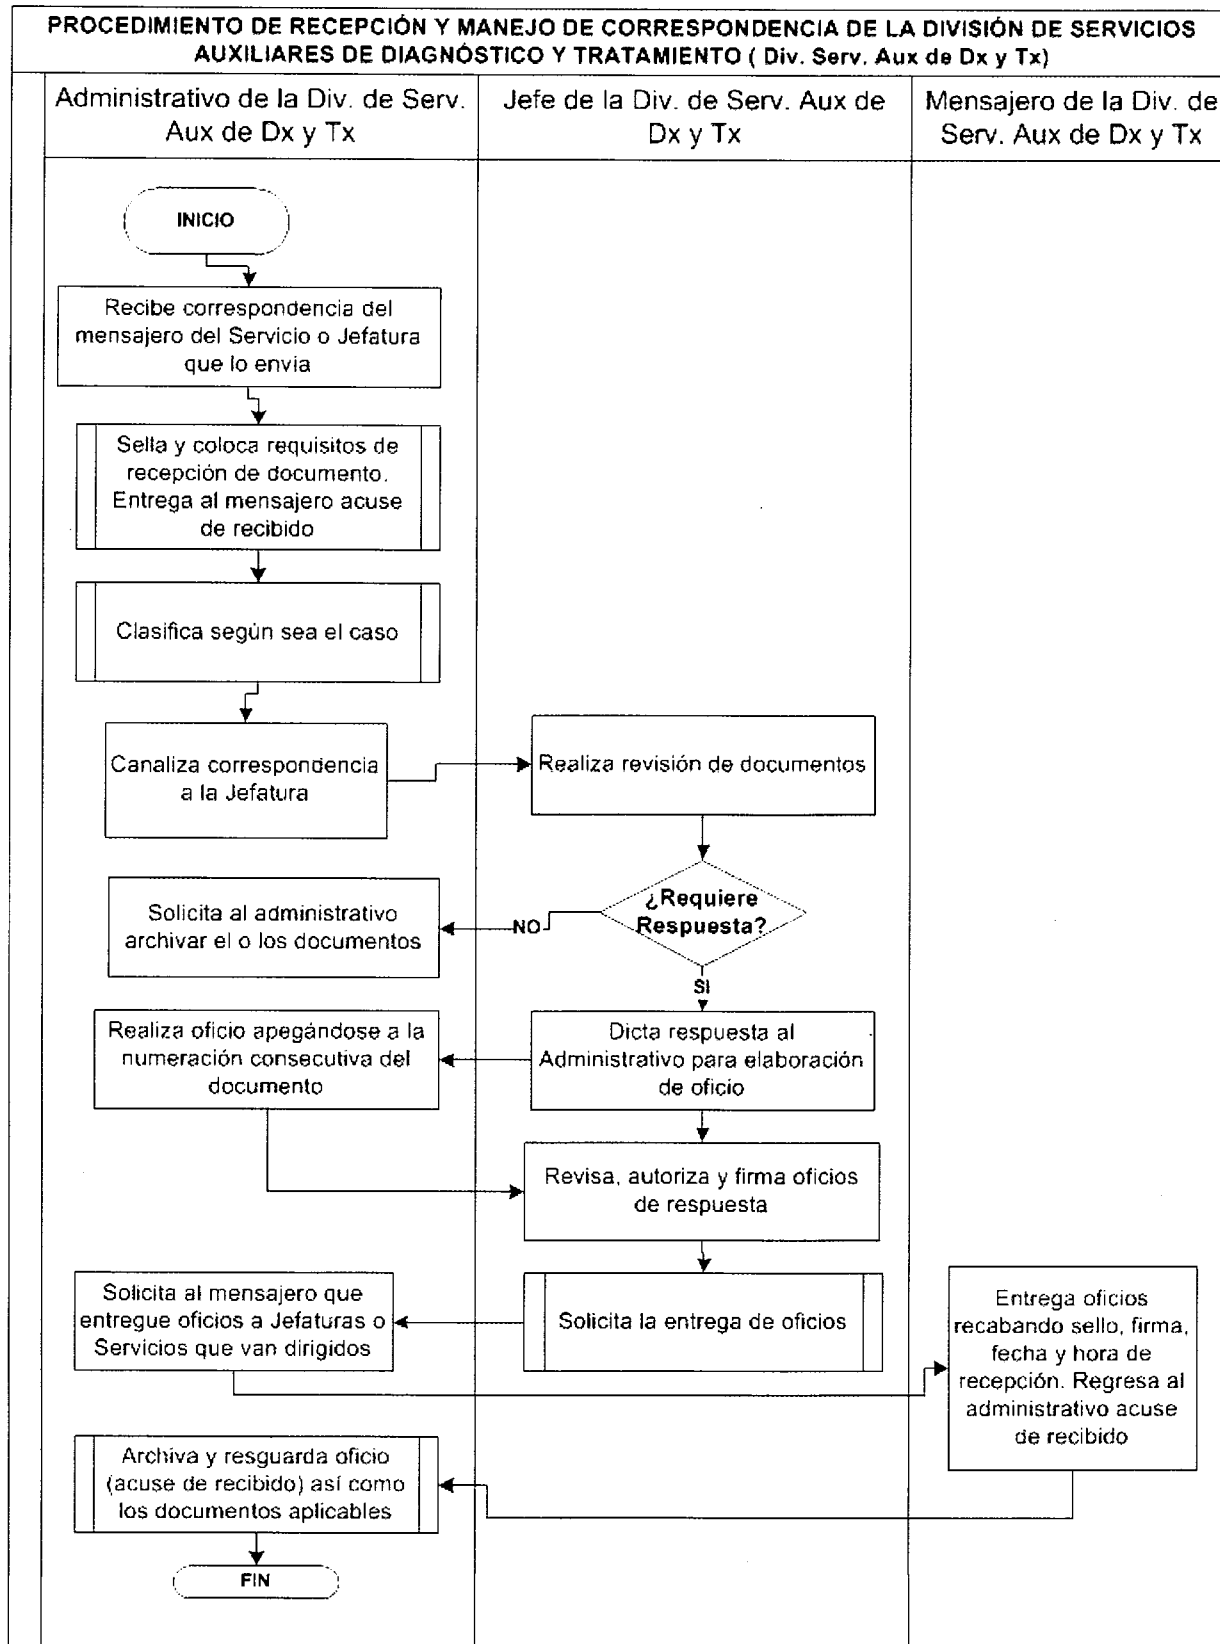 PROCEDIMIENTO DE RECEPCIÓN Y MANEJO DE CORRESPONDENCIA DE LA DIVISIÓN DE SERVICIOS
AUXILIARES DE DIAGNÓSTICO Y TRATAMIENTO ( Div. Serv. Aux de Dx y Tx)
Administrativo de la Div. de Serv.
Aux de Dx y Tx
Jefe de la Div. de Serv. Aux de
Dx y Tx
Mensajero de la Div. de
Serv. Aux de Dx y Tx
INICIO
Recibe correspondencia del
mensajero del Servicio o Jefatura
que lo envia
Sella y coloca requisitos de
recepción de documento.
Entrega al mensajero acuse
de recibido
Clasifica según sea el caso
Canaliza correspondencia
a la Jefatura
Realiza revisión de documentos
¿Requiere
Respuesta?
NO
Solicita al administrativo
archivar el o los documentos
SI
Dicta respuesta al
Administrativo para elaboración
de oficio
Realiza oficio apegándose a la
numeración consecutiva del
documento
Revisa, autoriza y firma oficios
de respuesta
Solicita la entrega de oficios
Solicita al mensajero que
entregue oficios a Jefaturas o
Servicios que van dirigidos
Entrega oficios
recabando sello, firma,
fecha y hora de
recepción. Regresa al
administrativo acuse
de recibido
Archiva y resguarda oficio
(acuse de recibido) así como
los documentos aplicables
FIN